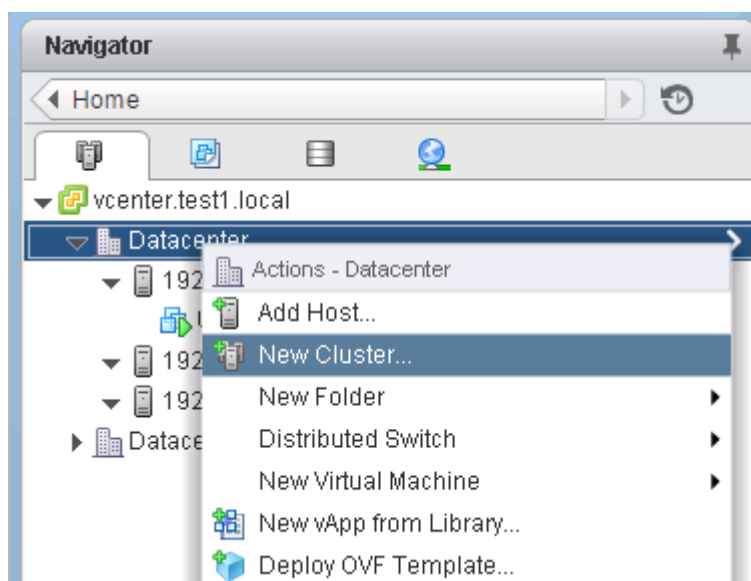 Navigator
Home
vcenter.test1.local
Datacenter
Actions - Datacenter
192
Add Host...
New Cluster...
192
New Folder
192
Distributed Switch
Datace
New Virtual Machine
New vApp from Library...
Deploy OVF Template...